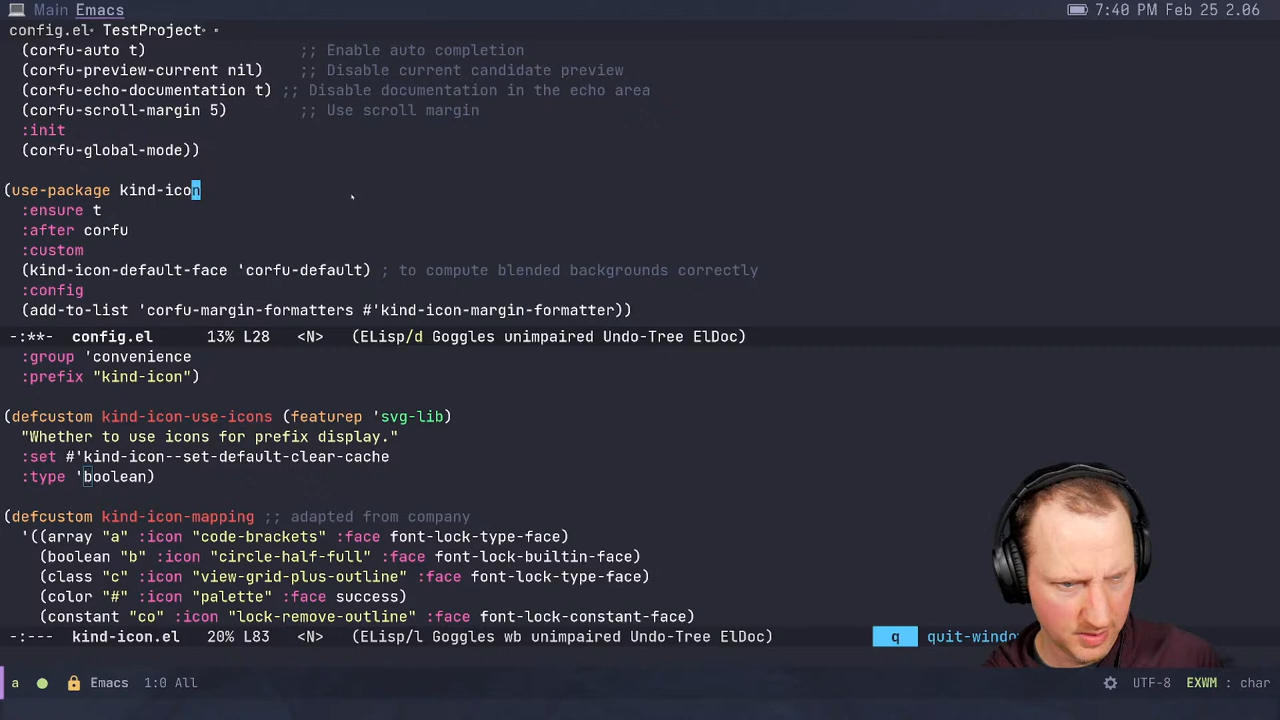 Main Emacs 7:40 PM Feb 25 2.06
config.el• TestProject• •
(corfu-auto t) ;; Enable auto completion
(corfu-preview-current nil) ;; Disable current candidate preview
(corfu-echo-documentation t) ;; Disable documentation in the echo area
(corfu-scroll-margin 5) ;; Use scroll margin
:init
(corfu-global-mode))
(use-package kind-icon
:ensure t
:after corfu
:custom
(kind-icon-default-face 'corfu-default) ; to compute blended backgrounds correctly
:config
(add-to-list 'corfu-margin-formatters #'kind-icon-margin-formatter))
-:**- config.el 13% L28 <N> (ELisp/d Goggles unimpaired Undo-Tree ElDoc)
:group 'convenience
:prefix "kind-icon")
(defcustom kind-icon-use-icons (featurep 'svg-lib)
"Whether to use icons for prefix display."
:set #'kind-icon--set-default-clear-cache
:type 'boolean)
(defcustom kind-icon-mapping ;; adapted from company
'((array "a" :icon "code-brackets" :face font-lock-type-face)
(boolean "b" :icon "circle-half-full" :face font-lock-builtin-face)
(class "c" :icon "view-grid-plus-outline" :face font-lock-type-face)
(color "#" :icon "palette" :face success)
(constant "co" :icon "lock-remove-outline" :face font-lock-constant-face)
-:--- kind-icon.el 20% L83 <N> (ELisp/l Goggles wb unimpaired Undo-Tree ElDoc) q quit-windo
a Emacs 1:0 All UTF-8 EXWM : char